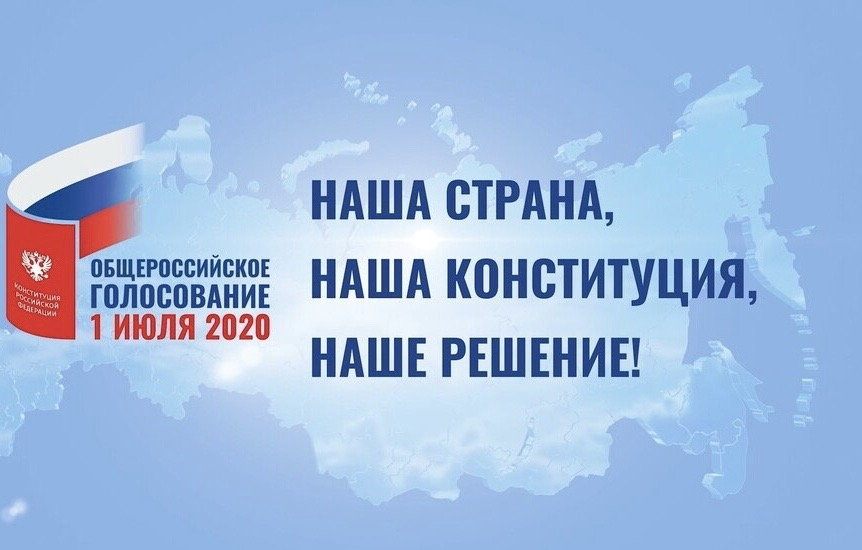 КОНСТИТУЦИЯ
РОССИЙСКОЙ
ФЕДЕРАЦИИ
ОБЩЕРОССИЙСКОЕ
ГОЛОСОВАНИЕ
1 ИЮЛЯ 2020
НАША СТРАНА,
НАША КОНСТИТУЦИЯ,
НАШЕ РЕШЕНИЕ!